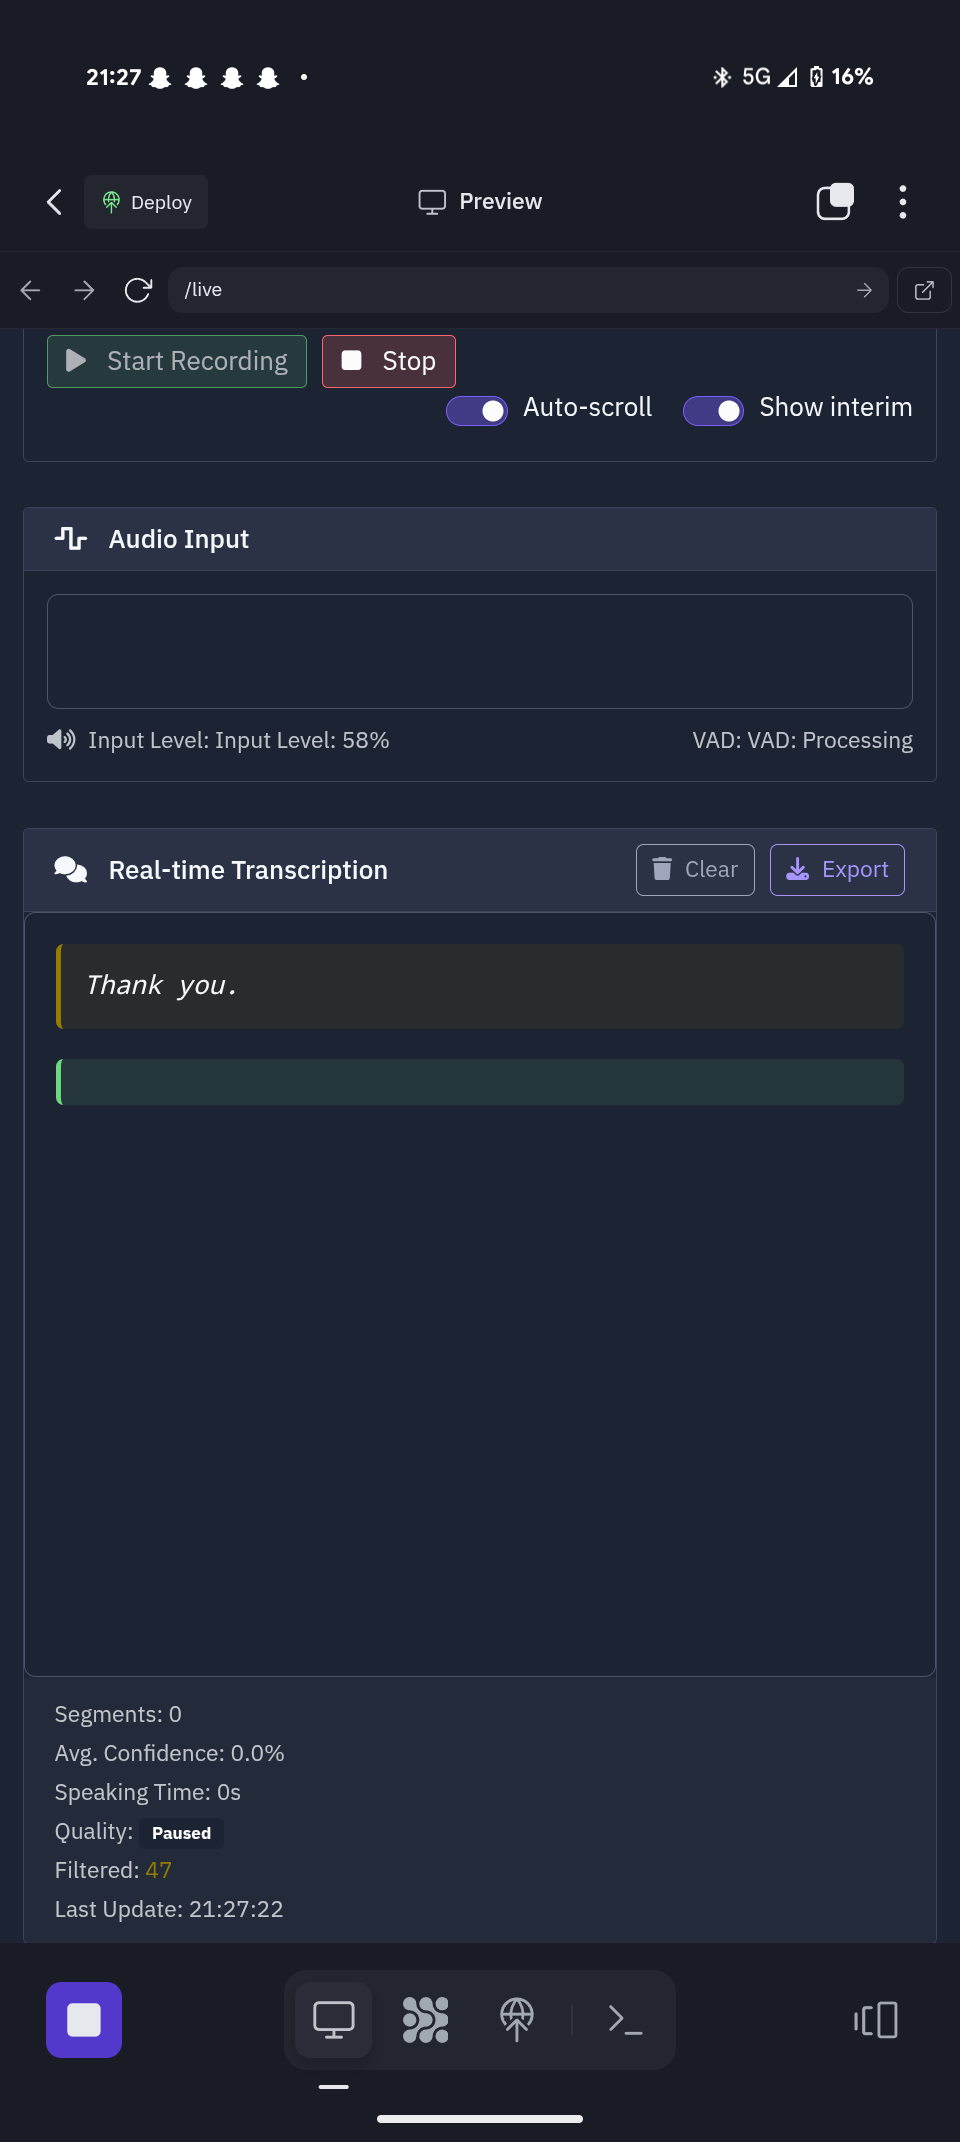 21:27
5G 16%
Deploy
Preview
/live
Start Recording
Stop
Auto-scroll
Show interim
Audio Input
Input Level: Input Level: 58%
VAD: VAD: Processing
Real-time Transcription
Clear
Export
Thank you.
Segments: 0
Avg. Confidence: 0.0%
Speaking Time: 0s
Quality: Paused
Filtered: 47
Last Update: 21:27:22